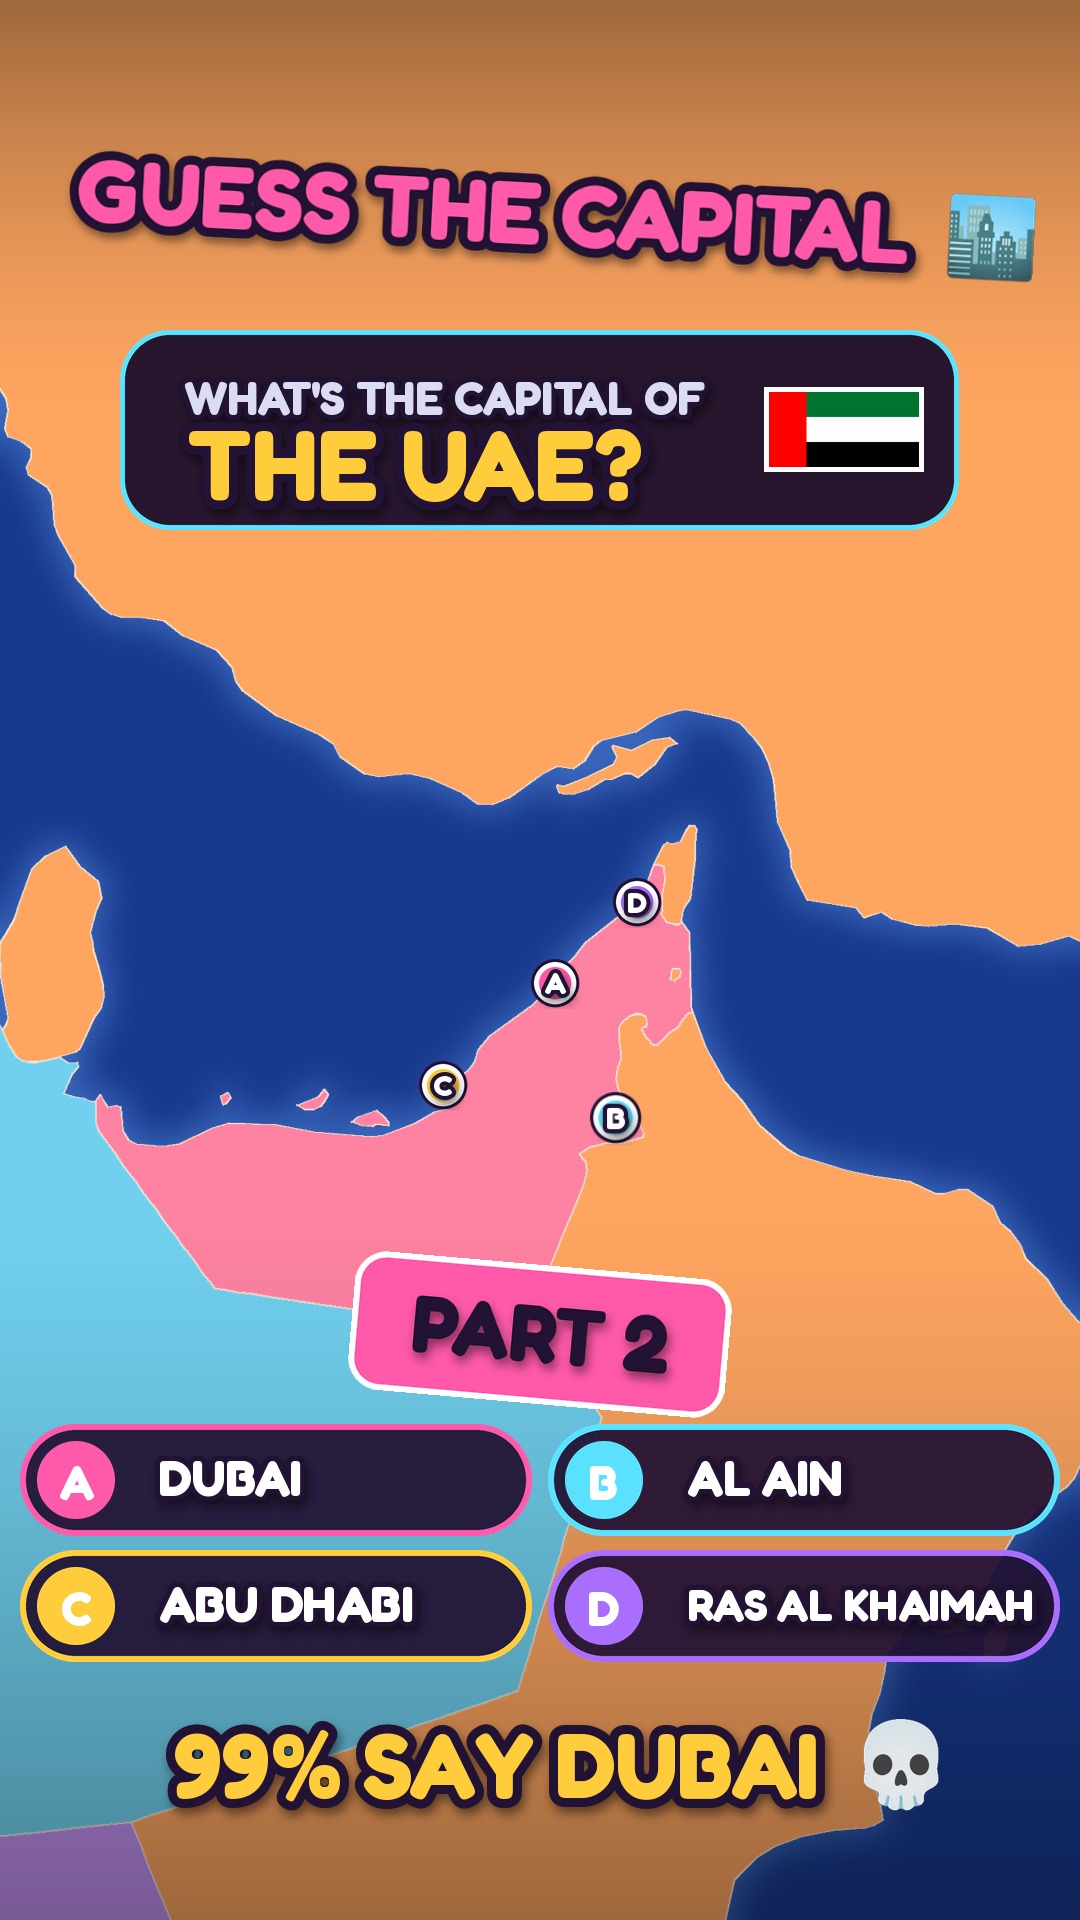 GUESS THE CAPITAL
WHAT'S THE CAPITAL OF
THE UAE?
D
A
C
B
PART 2
A DUBAI
B AL AIN
C ABU DHABI
D RAS AL KHAIMAH
99% SAY DUBAI